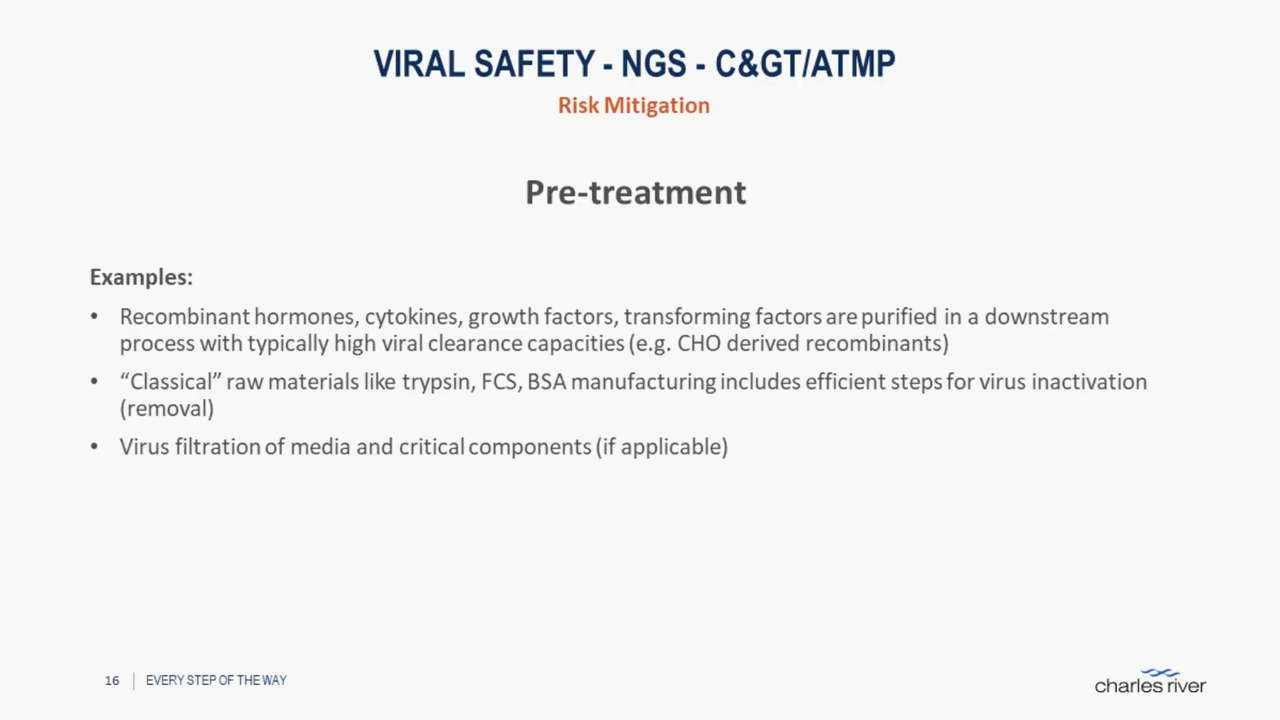 VIRAL SAFETY - NGS - C&GT/ATMP
Risk Mitigation
Pre-treatment
Examples:
• Recombinant hormones, cytokines, growth factors, transforming factors are purified in a downstream
process with typically high viral clearance capacities (e.g. CHO derived recombinants)
• “Classical” raw materials like trypsin, FCS, BSA manufacturing includes efficient steps for virus inactivation
(removal)
• Virus filtration of media and critical components (if applicable)
16 | EVERY STEP OF THE WAY
charles river